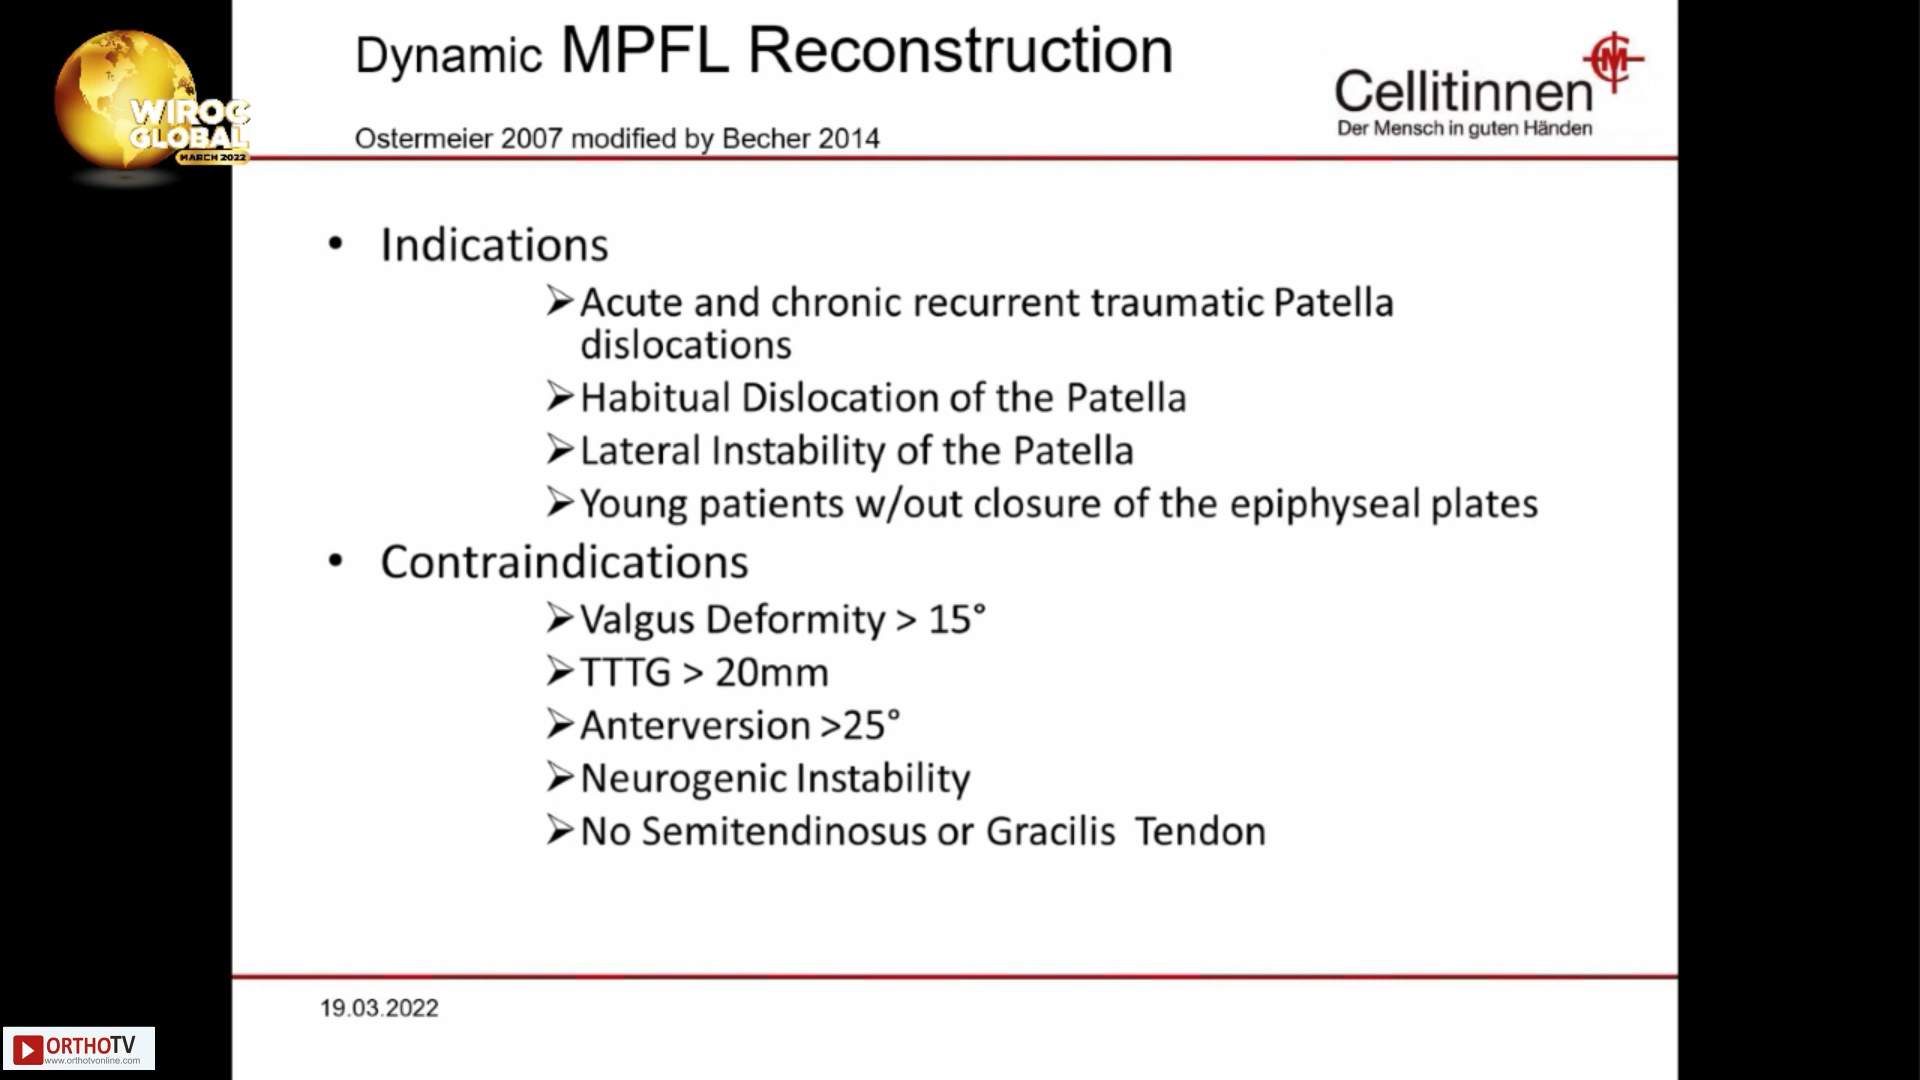 Dynamic MPFL Reconstruction
Ostermeier 2007 modified by Becher 2014
Cellitinnen
Der Mensch in guten Händen
WIROC
GLOBAL
MARCH 2022
• Indications
➢Acute and chronic recurrent traumatic Patella
dislocations
➢Habitual Dislocation of the Patella
➢Lateral Instability of the Patella
➢Young patients w/out closure of the epiphyseal plates
• Contraindications
➢Valgus Deformity > 15°
➢TTTG > 20mm
➢Anterversion >25°
➢Neurogenic Instability
➢No Semitendinosus or Gracilis Tendon
19.03.2022
ORTHOTV
www.orthotvonline.com